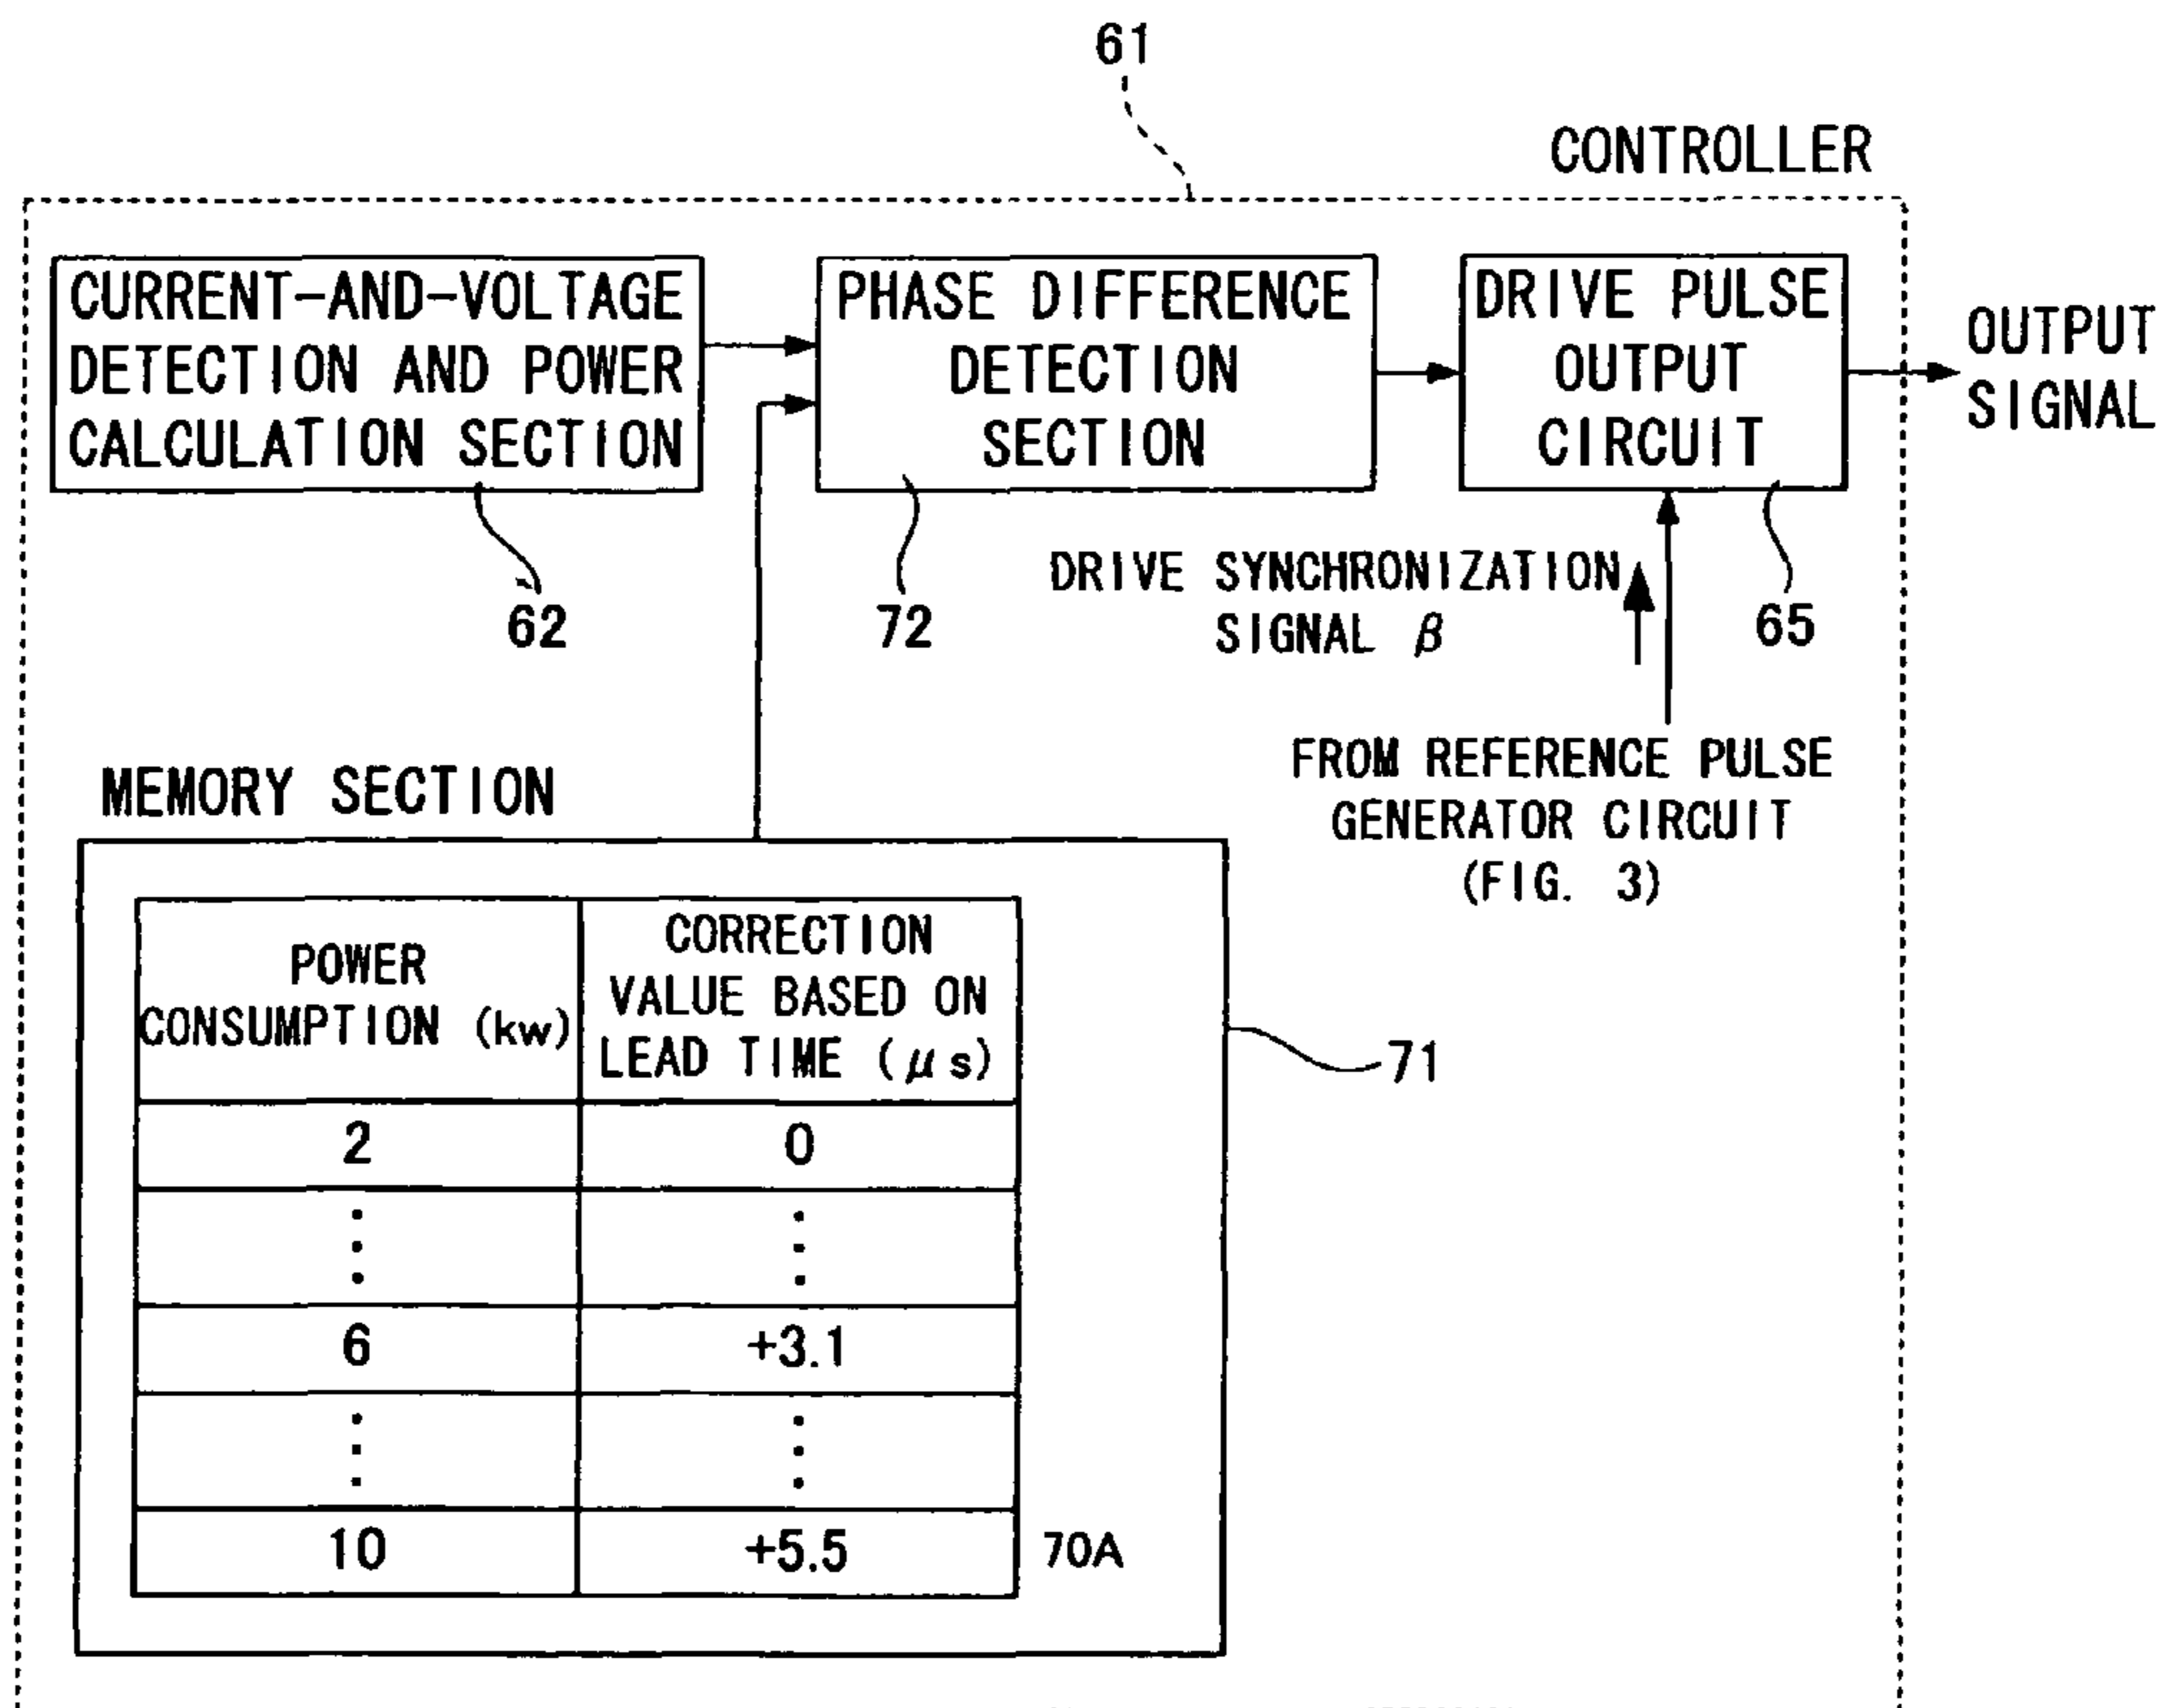 61
CONTROLLER
CURRENT-AND-VOLTAGE
DETECTION AND POWER
CALCULATION SECTION
PHASE DIFFERENCE
DETECTION
SECTION
DRIVE PULSE
OUTPUT
CIRCUIT
OUTPUT
SIGNAL
62
72
DRIVE SYNCHRONIZATION
SIGNAL β
65
FROM REFERENCE PULSE
GENERATOR CIRCUIT
(FIG. 3)
MEMORY SECTION
POWER
CONSUMPTION (kw)
CORRECTION
VALUE BASED ON
LEAD TIME (μs)
71
2
0
6
+3.1
10
+5.5
70A